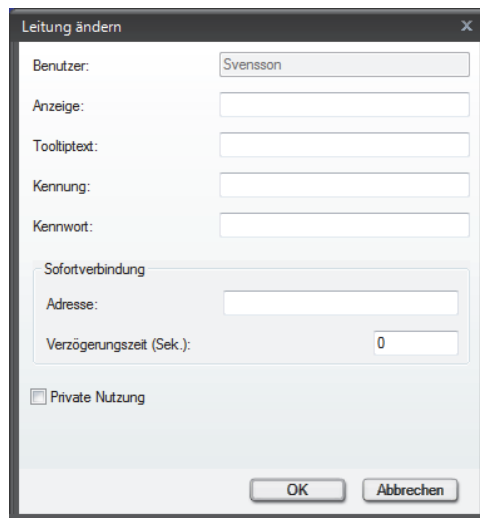 Leitung ändern
Benutzer: Svensson
Anzeige:
Tooltiptext:
Kennung:
Kennwort:
Sofortverbindung
Adresse:
Verzögerungszeit (Sek.): 0
Private Nutzung
OK Abbrechen